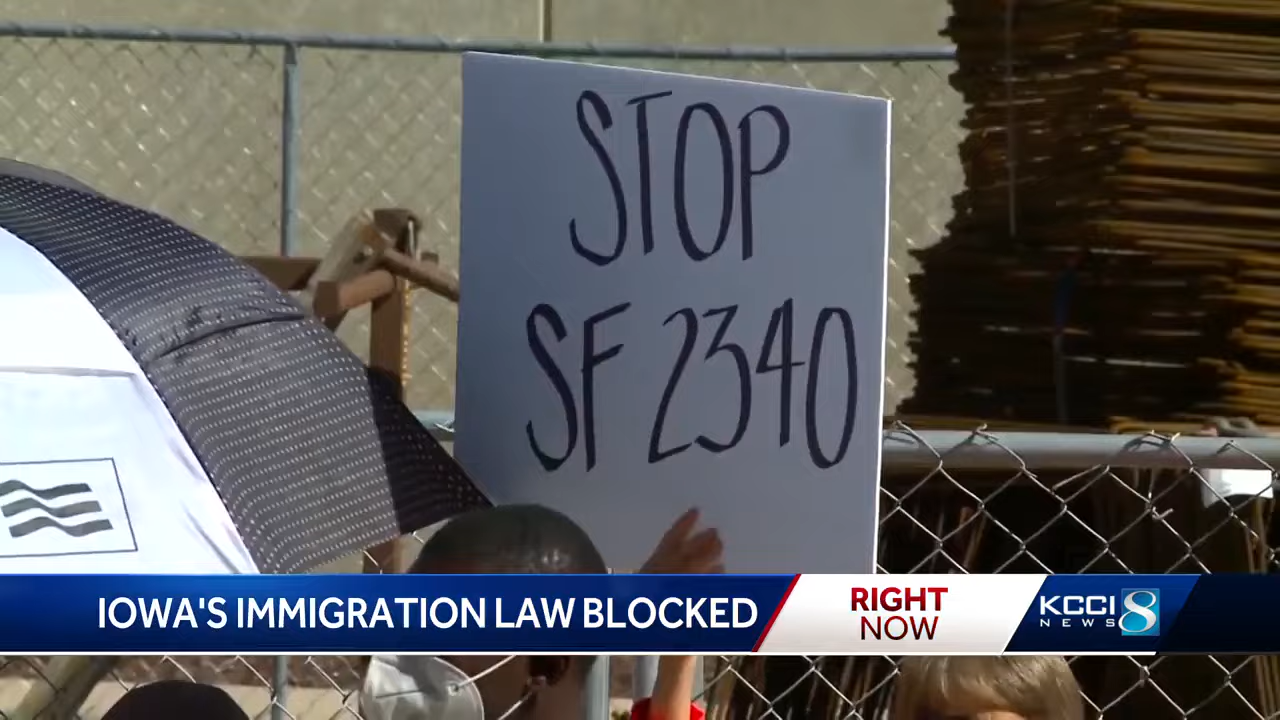 STOP
SF 2340
IOWA'S IMMIGRATION LAW BLOCKED
RIGHT
NOW
KCCI
NEWS
8